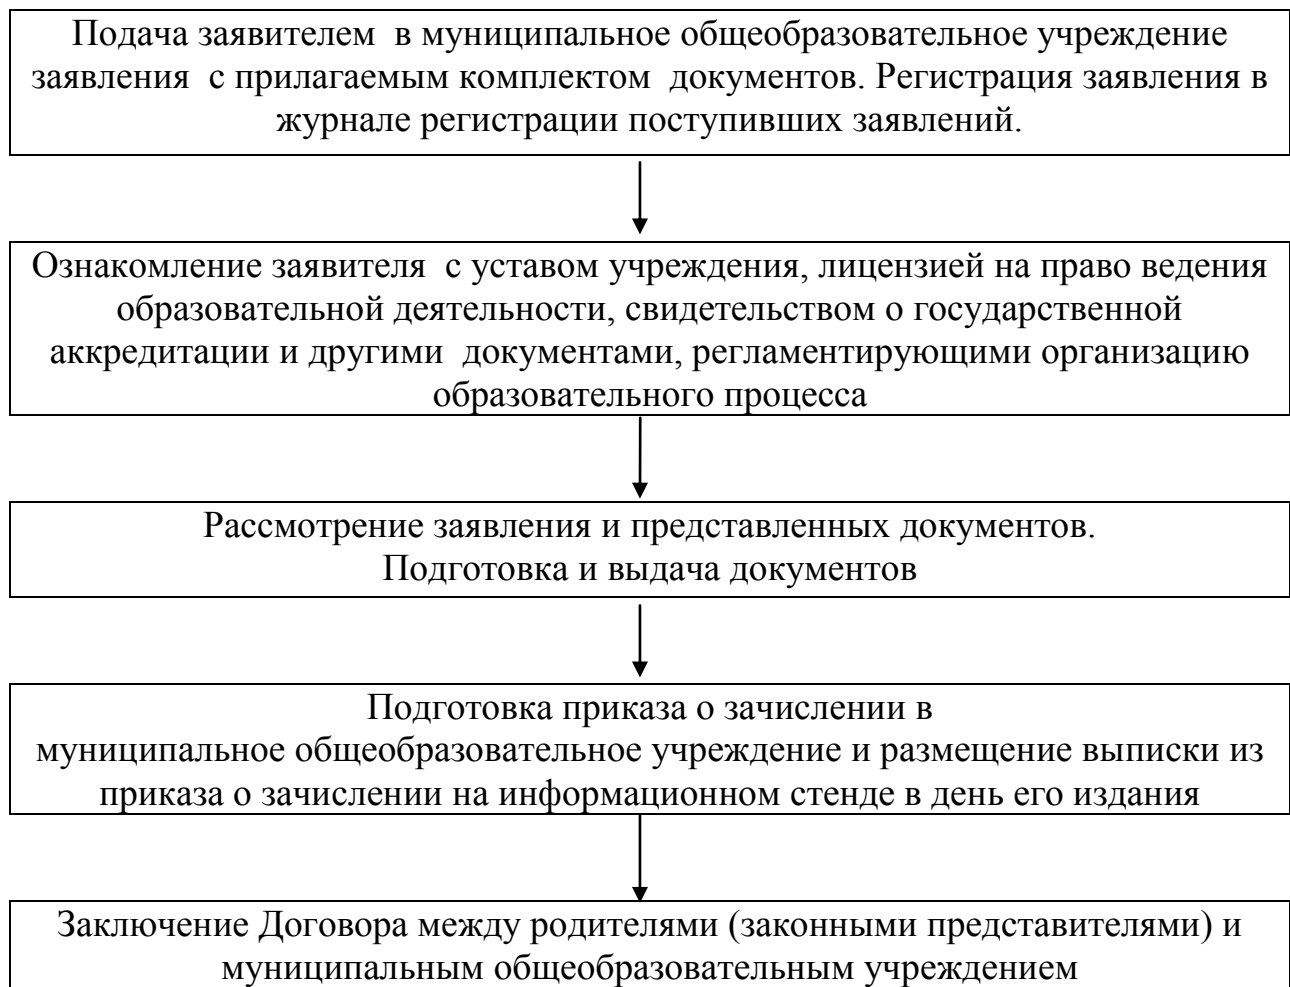 Подача заявителем  в муниципальное общеобразовательное учреждение
заявления  с прилагаемым комплектом  документов. Регистрация заявления в
журнале регистрации поступивших заявлений.
Ознакомление заявителя  с уставом учреждения, лицензией на право ведения
образовательной деятельности, свидетельством о государственной
аккредитации и другими  документами, регламентирующими организацию
образовательного процесса
Рассмотрение заявления и представленных документов.
Подготовка и выдача документов
Подготовка приказа о зачислении в
муниципальное общеобразовательное учреждение и размещение выписки из
приказа о зачислении на информационном стенде в день его издания
Заключение Договора между родителями (законными представителями) и
муниципальным общеобразовательным учреждением